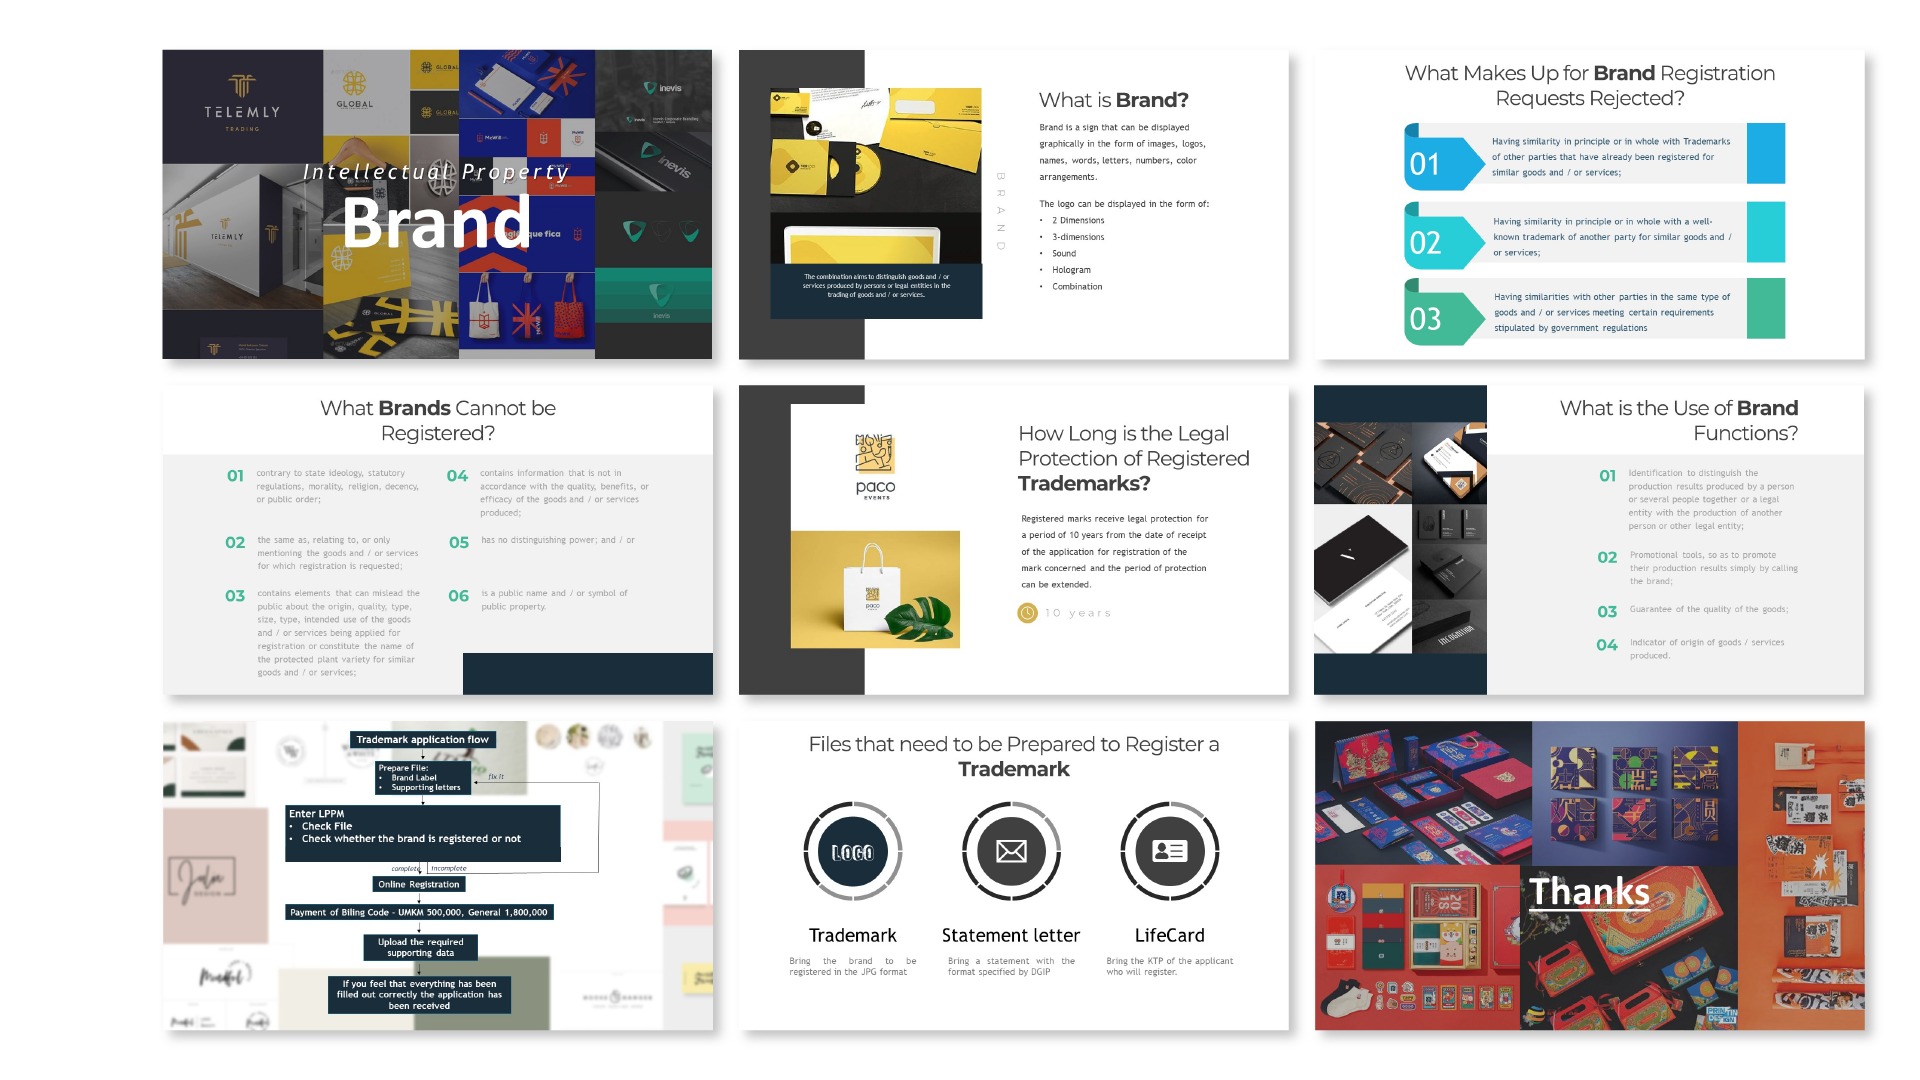 TELEMLY
TRADING
GLOBAL
GLOBAL
GLOBAL
inevis
inevis
MeWB
TELEMLY
Intellectual Property
Brand
que fica
GLOBAL
inevis
What is Brand?
Brand is a sign that can be displayed
graphically in the form of images, logos,
names, words, letters, numbers, color
arrangements.
The logo can be displayed in the form of:
• 2 Dimensions
• 3-dimensions
• Sound
• Hologram
• Combination
BRAND
The combination aims to distinguish goods and / or
services produced by persons or legal entities in the
trading of goods and / or services.
What Makes Up for Brand Registration
Requests Rejected?
01
Having similarity in principle or in whole with Trademarks
of other parties that have already been registered for
similar goods and / or services;
02
Having similarity in principle or in whole with a well-
known trademark of another party for similar goods and /
or services;
03
Having similarities with other parties in the same type of
goods and / or services meeting certain requirements
stipulated by government regulations
What Brands Cannot be
Registered?
01
contrary to state ideology, statutory
regulations, morality, religion, decency,
or public order;
02
the same as, relating to, or only
mentioning the goods and / or services
for which registration is requested;
03
contains elements that can mislead the
public about the origin, quality, type,
size, type, intended use of the goods
and / or services being applied for
registration or constitute the name of
the protected plant variety for similar
goods and / or services;
04
contains information that is not in
accordance with the quality, benefits, or
efficacy of the goods and / or services
produced;
05
has no distinguishing power; and / or
06
is a public name and / or symbol of
public property.
paco
EVENTS
paco
How Long is the Legal
Protection of Registered
Trademarks?
Registered marks receive legal protection for
a period of 10 years from the date of receipt
of the application for registration of the
mark concerned and the period of protection
can be extended.
10 years
What is the Use of Brand
Functions?
01
Identification to distinguish the
production results produced by a person
or several people together or a legal
entity with the production of another
person or other legal entity;
02
Promotional tools, so as to promote
their production results simply by calling
the brand;
03
Guarantee of the quality of the goods;
04
Indicator of origin of goods / services
produced.
Trademark application flow
Prepare File:
• Brand Label
• Supporting letters
fix it
Enter LPPM
• Check File
• Check whether the brand is registered or not
complete
Incomplete
Online Registration
Payment of Biling Code - UMKM 500,000, General 1,800,000
Upload the required
supporting data
If you feel that everything has been
filled out correctly the application has
been received
Files that need to be Prepared to Register a
Trademark
LOGO
Trademark
Bring the brand to be
registered in the JPG format
Statement letter
Bring a statement with the
format specified by DGIP
LifeCard
Bring the KTP of the applicant
who will register.
Thanks